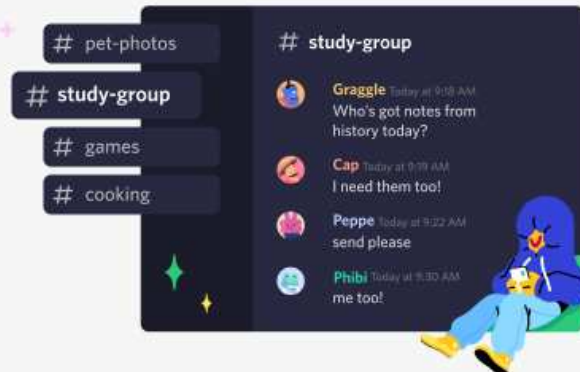 # pet-photos
# study-group
# games
# cooking
# study-group
Graggle Today at 9:18 AM
Who's got notes from
history today?
Cap Today at 9:19 AM
I need them too!
Peppe Today at 9:22 AM
send please
Phibi Today at 9:30 AM
me too!